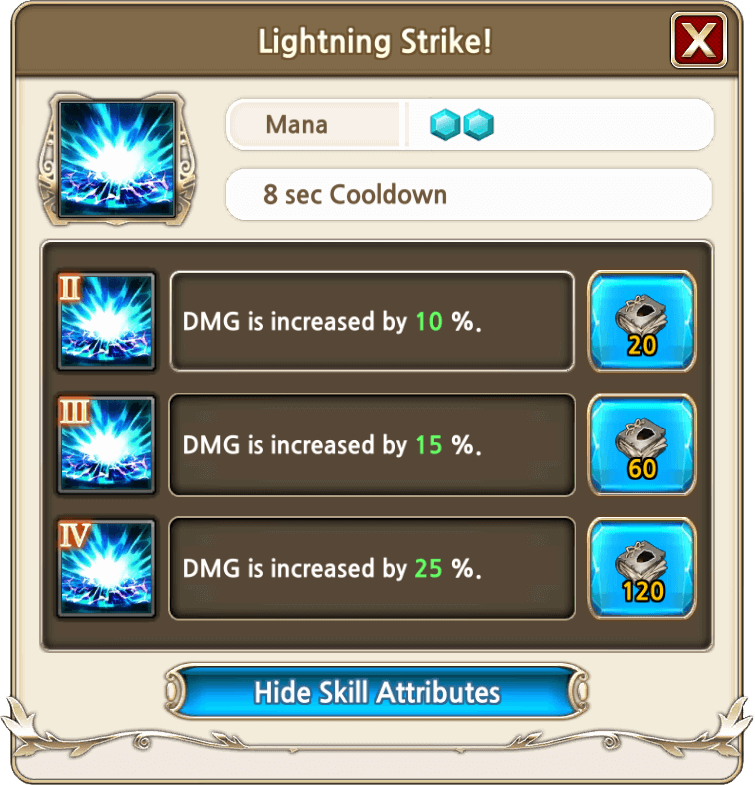 Lightning Strike!
X
Mana
8 sec Cooldown
II
DMG is increased by 10 %.
20
III
DMG is increased by 15 %.
60
IV
DMG is increased by 25 %.
120
Hide Skill Attributes